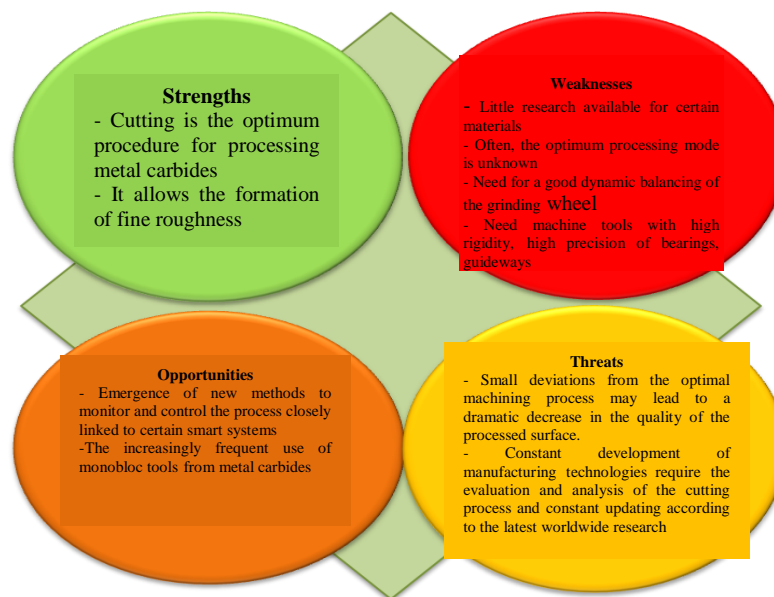 Strengths
- Cutting is the optimum
procedure for processing
metal carbides
- It allows the formation
of fine roughness
Weaknesses
- Little research available for certain
materials
- Often, the optimum processing mode
is unknown
- Need for a good dynamic balancing of
the grinding wheel
- Need machine tools with high
rigidity, high precision of bearings,
guideways
Opportunities
- Emergence of new methods to
monitor and control the process closely
linked to certain smart systems
-The increasingly frequent use of
monobloc tools from metal carbides
Threats
- Small deviations from the optimal
machining process may lead to a
dramatic decrease in the quality of the
processed surface.
- Constant development of
manufacturing technologies require the
evaluation and analysis of the cutting
process and constant updating according
to the latest worldwide research